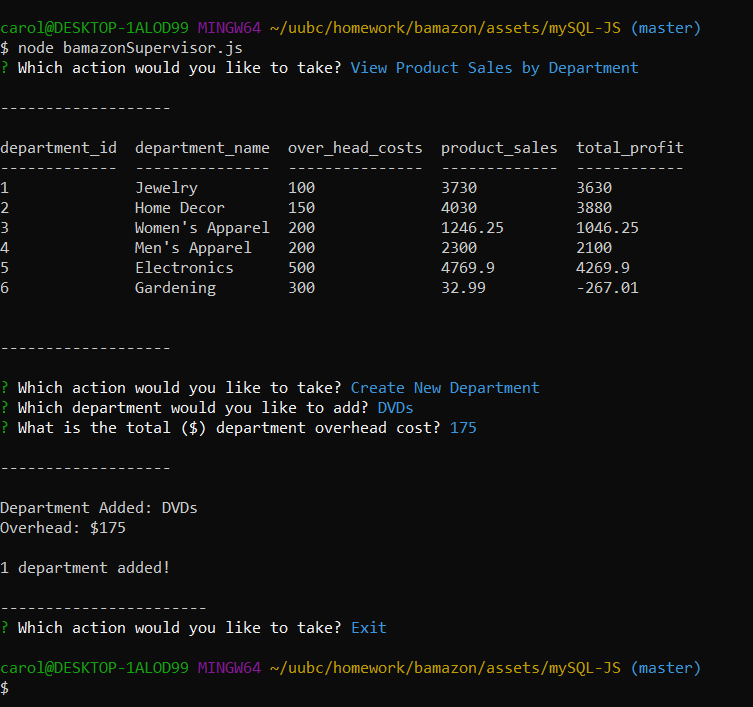 carol@DESKTOP-1ALOD99 MINGW64 ~/uubc/homework/bamazon/assets/mySQL-JS (master)
$ node bamazonSupervisor.js
? Which action would you like to take? View Product Sales by Department
-------------------
department_id  department_name  over_head_costs  product_sales  total_profit
-------------  ---------------  ---------------  -------------  ------------
1              Jewelry          100              3730           3630
2              Home Decor       150              4030           3880
3              Women's Apparel  200              1246.25        1046.25
4              Men's Apparel    200              2300           2100
5              Electronics      500              4769.9         4269.9
6              Gardening        300              32.99          -267.01
-------------------
? Which action would you like to take? Create New Department
? Which department would you like to add? DVDs
? What is the total ($) department overhead cost? 175
-------------------
Department Added: DVDs
Overhead: $175
1 department added!
-----------------------
? Which action would you like to take? Exit
carol@DESKTOP-1ALOD99 MINGW64 ~/uubc/homework/bamazon/assets/mySQL-JS (master)
$